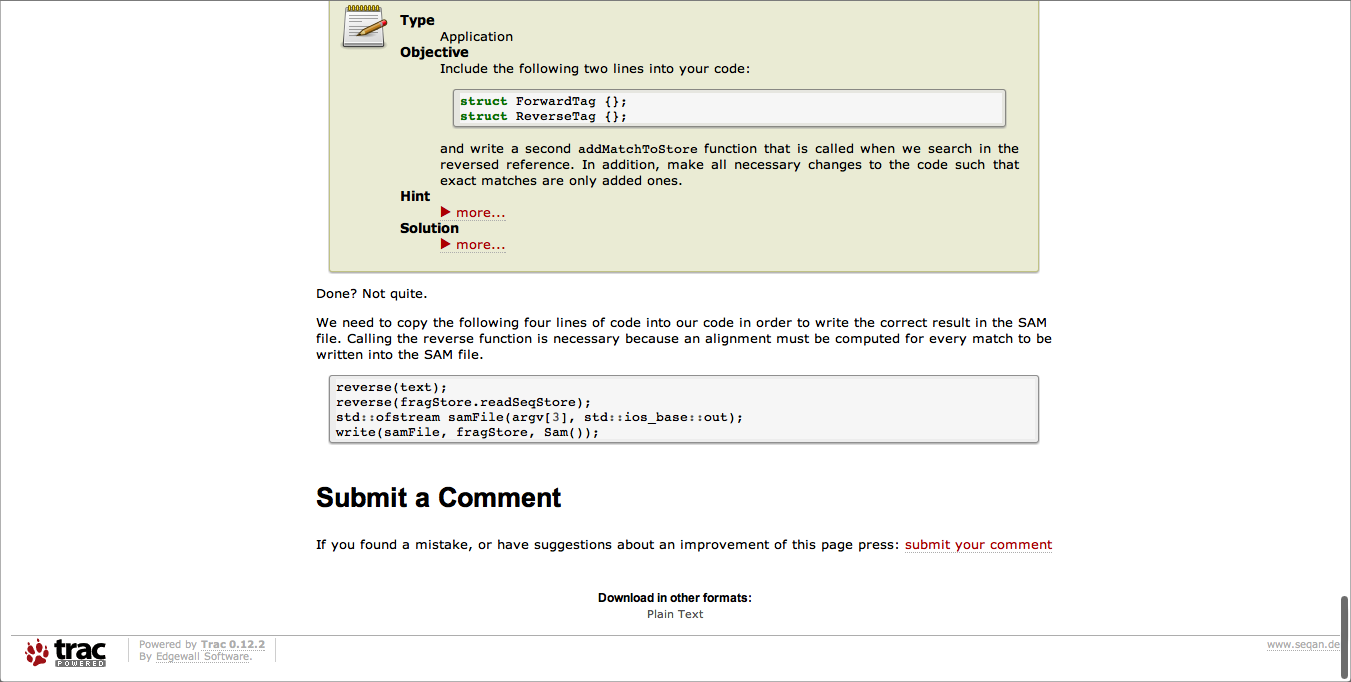 Type
Application
Objective
Include the following two lines into your code:
struct ForwardTag {};
struct ReverseTag {};
and write a second addMatchToStore function that is called when we search in the
reversed reference. In addition, make all necessary changes to the code such that
exact matches are only added ones.
Hint
more...
Solution
more...
Done? Not quite.
We need to copy the following four lines of code into our code in order to write the correct result in the SAM
file. Calling the reverse function is necessary because an alignment must be computed for every match to be
written into the SAM file.
reverse(text);
reverse(fragStore.readSeqStore);
std::ofstream samFile(argv[3], std::ios_base::out);
write(samFile, fragStore, Sam());
Submit a Comment
If you found a mistake, or have suggestions about an improvement of this page press: submit your comment
Download in other formats:
Plain Text
trac
POWERED
Powered by Trac 0.12.2
By Edgewall Software.
www.seqan.de